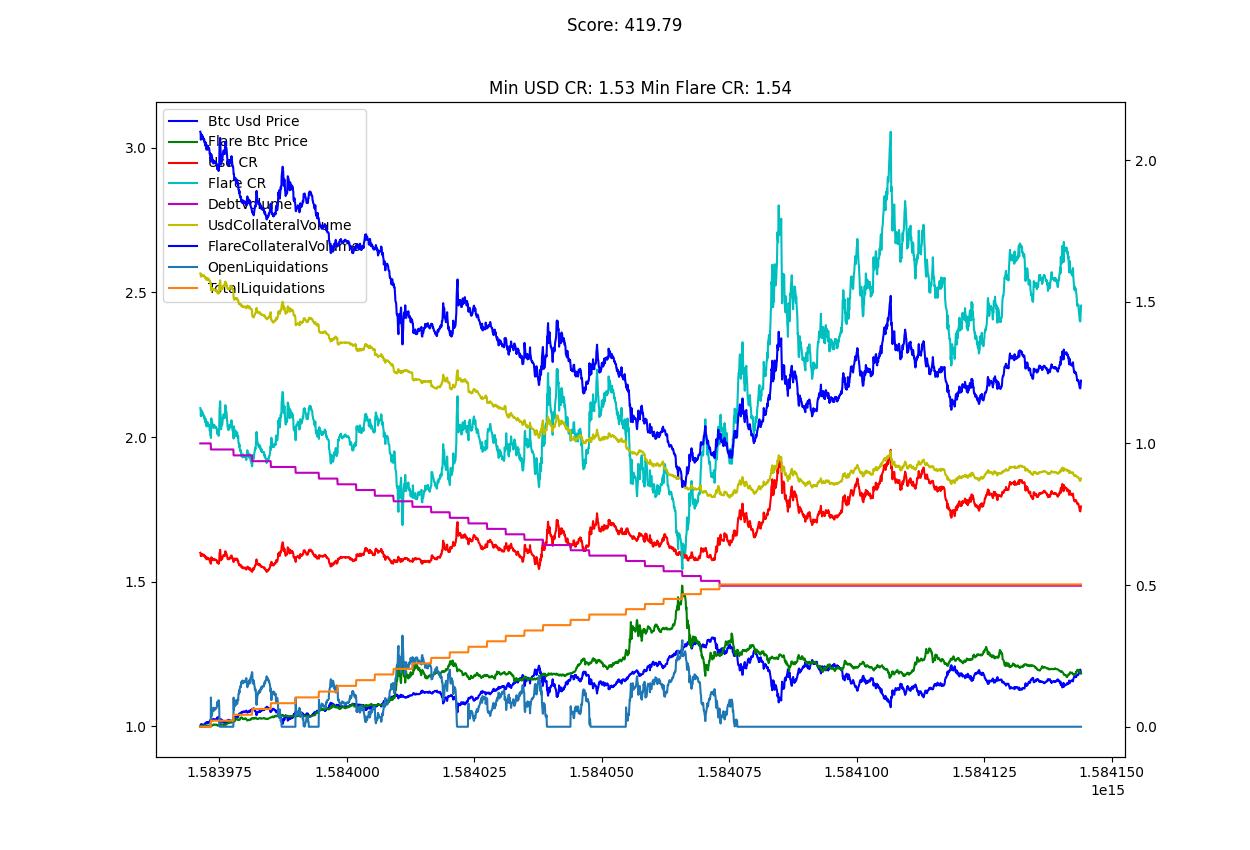 Score: 419.79
Min USD CR: 1.53 Min Flare CR: 1.54
Btc Usd Price
Flare Btc Price
Usd CR
Flare CR
DebtVolume
UsdCollateralVolume
FlareCollateralVolume
OpenLiquidations
TotalLiquidations
3.0
2.5
2.0
1.5
1.0
2.0
1.5
1.0
0.5
0.0
1.583975
1.584000
1.584025
1.584050
1.584075
1.584100
1.584125
1.584150
1e15